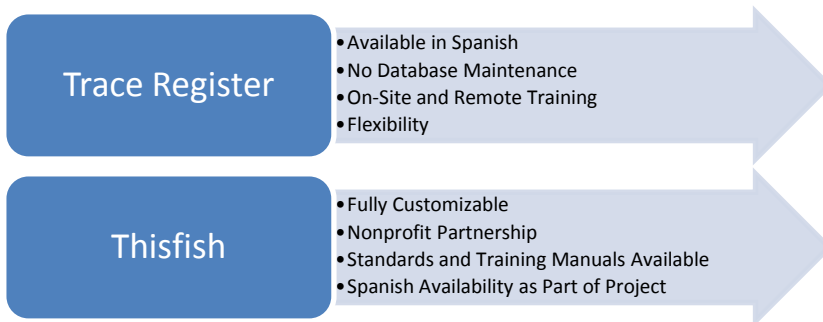 Trace Register
•Available in Spanish
•No Database Maintenance
•On-Site and Remote Training
•Flexibility
Thisfish
•Fully Customizable
•Nonprofit Partnership
•Standards and Training Manuals Available
•Spanish Availability as Part of Project